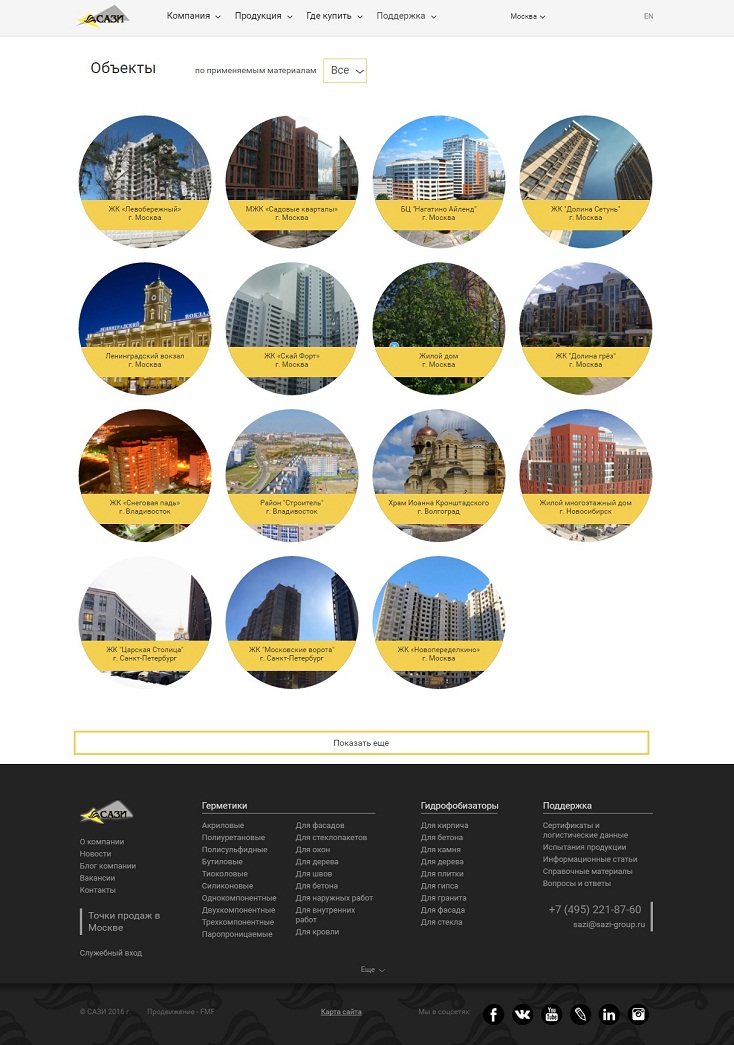 САЗИ
Компания
Продукция
Где купить
Поддержка
Москва
EN
Объекты
по применяемым материалам
Все
ЖК «Левобережный»
г. Москва
МЖК «Садовые кварталы»
г. Москва
БЦ "Нагатино Айленд"
г. Москва
ЖК "Долина Сетунь"
г. Москва
ЛЕНИНГРАДСКИЙ
ВОКЗАЛ
Ленинградский вокзал
г. Москва
ЖК «Скай Форт»
г. Москва
Жилой дом
г. Москва
ЖК "Долина грёз"
г. Москва
ЖК «Снеговая падь»
г. Владивосток
Район "Строитель"
г. Владивосток
Храм Иоанна Кронштадского
г. Волгоград
Жилой многоэтажный дом
г. Новосибирск
ЖК "Царская Столица"
г. Санкт-Петербург
ЖК "Московские ворота"
г. Санкт-Петербург
ЖК «Новопеределкино»
г. Москва
Показать еще
САЗИ
О компании
Новости
Блог компании
Вакансии
Контакты
Точки продаж в
Москве
Служебный вход
Герметики
Акриловые
Полиуретановые
Полисульфидные
Бутиловые
Тиоколовые
Силиконовые
Однокомпонентные
Двухкомпонентные
Трехкомпонентные
Паропроницаемые
Для фасадов
Для стеклопакетов
Для окон
Для дерева
Для швов
Для бетона
Для наружных работ
Для внутренних
работ
Для кровли
Гидрофобизаторы
Для кирпича
Для бетона
Для камня
Для дерева
Для плитки
Для гипса
Для гранита
Для фасада
Для стекла
Поддержка
Сертификаты и
логистические данные
Испытания продукции
Информационные статьи
Справочные материалы
Вопросы и ответы
+7 (495) 221-87-60
sazi@sazi-group.ru
Еще
© САЗИ 2016 г.
Продвижение - FMF
Карта сайта
Мы в соцсетях:
You
Tube